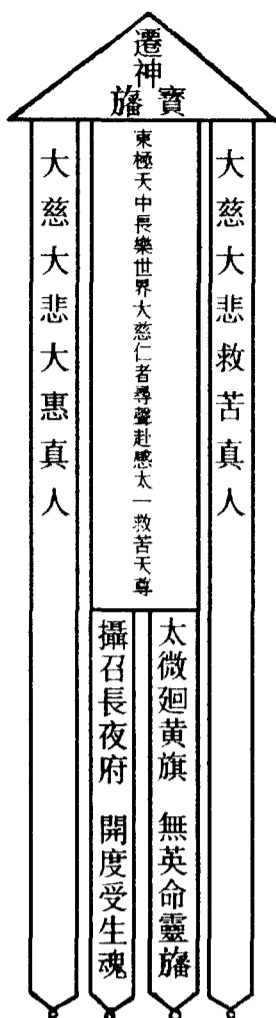 遷神
寶旛
大慈大悲救苦真人
東極天中長樂世界大慈仁者尋聲赴感太一救苦天尊
大慈大悲大惠真人
太微迴黄旗　無英命靈旛
攝召長夜府　開度受生魂